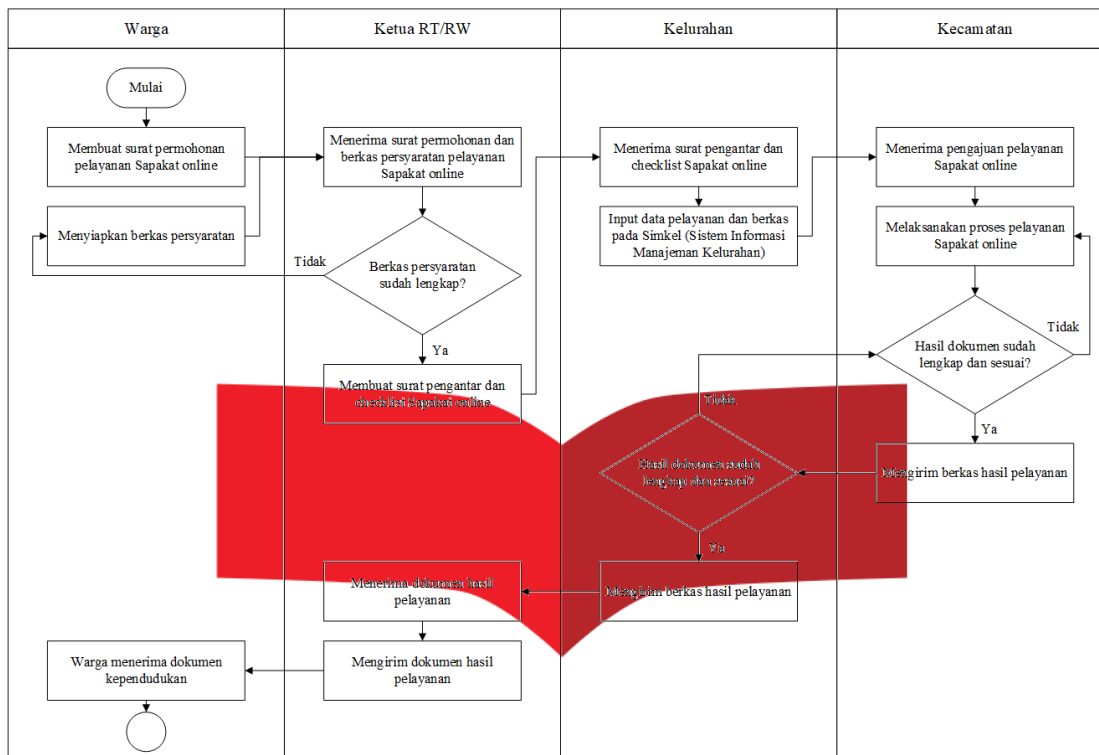 Warga
Ketua RT/RW
Kelurahan
Kecamatan
Mulai
Membuat surat permohonan
pelayanan Sapakat online
Menerima surat permohonan dan
berkas persyaratan pelayanan
Sapakat online
Menerima surat pengantar dan
checklist Sapakat online
Menerima pengajuan pelayanan
Sapakat online
Menyiapkan berkas persyaratan
Input data pelayanan dan berkas
pada Simkel (Sistem Informasi
Manajeman Kelurahan)
Melaksanakan proses pelayanan
Sapakat online
Tidak
Berkas persyaratan
sudah lengkap?
Ya
Tidak
Hasil dokumen sudah
lengkap dan sesuai?
Ya
Membuat surat pengantar dan
checklist Sapakat online
Tidak
Hasil dokumen sudah
lengkap dan sesuai?
Ya
Mengirim berkas hasil pelayanan
Menerima dokumen hasil
pelayanan
Mengirim berkas hasil pelayanan
Warga menerima dokumen
kependudukan
Mengirim dokumen hasil
pelayanan